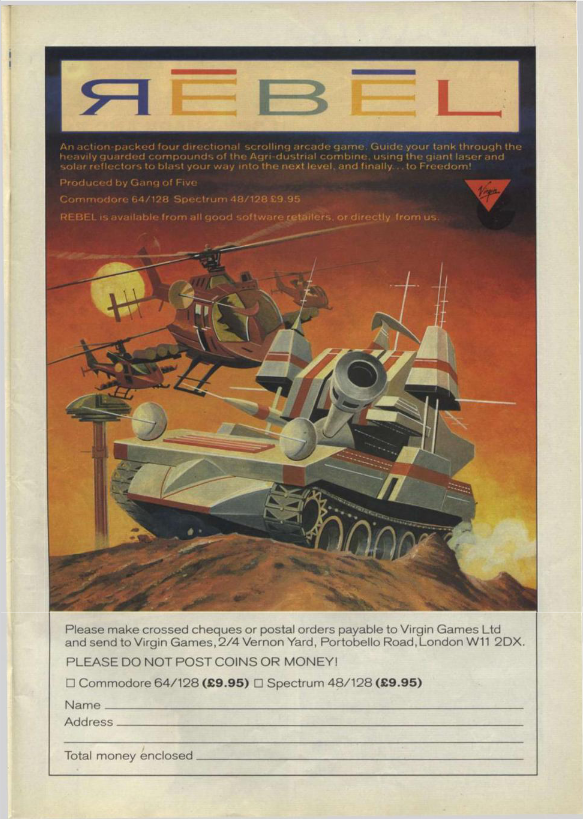 ЯEBEL
An action-packed four directional scrolling arcade game. Guide your tank through the
heavily guarded compounds of the Agri-dustrial combine, using the giant laser and
solar reflectors to blast your way into the next level, and finally...to Freedom!
Produced by Gang of Five
Virgin
Commodore 64/128 Spectrum 48/128 £9.95
REBEL is available from all good software retailers, or directly from us.
Please make crossed cheques or postal orders payable to Virgin Games Ltd
and send to Virgin Games, 2/4 Vernon Yard, Portobello Road, London W11 2DX.
PLEASE DO NOT POST COINS OR MONEY!
☐ Commodore 64/128 (£9.95) ☐ Spectrum 48/128 (£9.95)
Name
Address
Total money enclosed